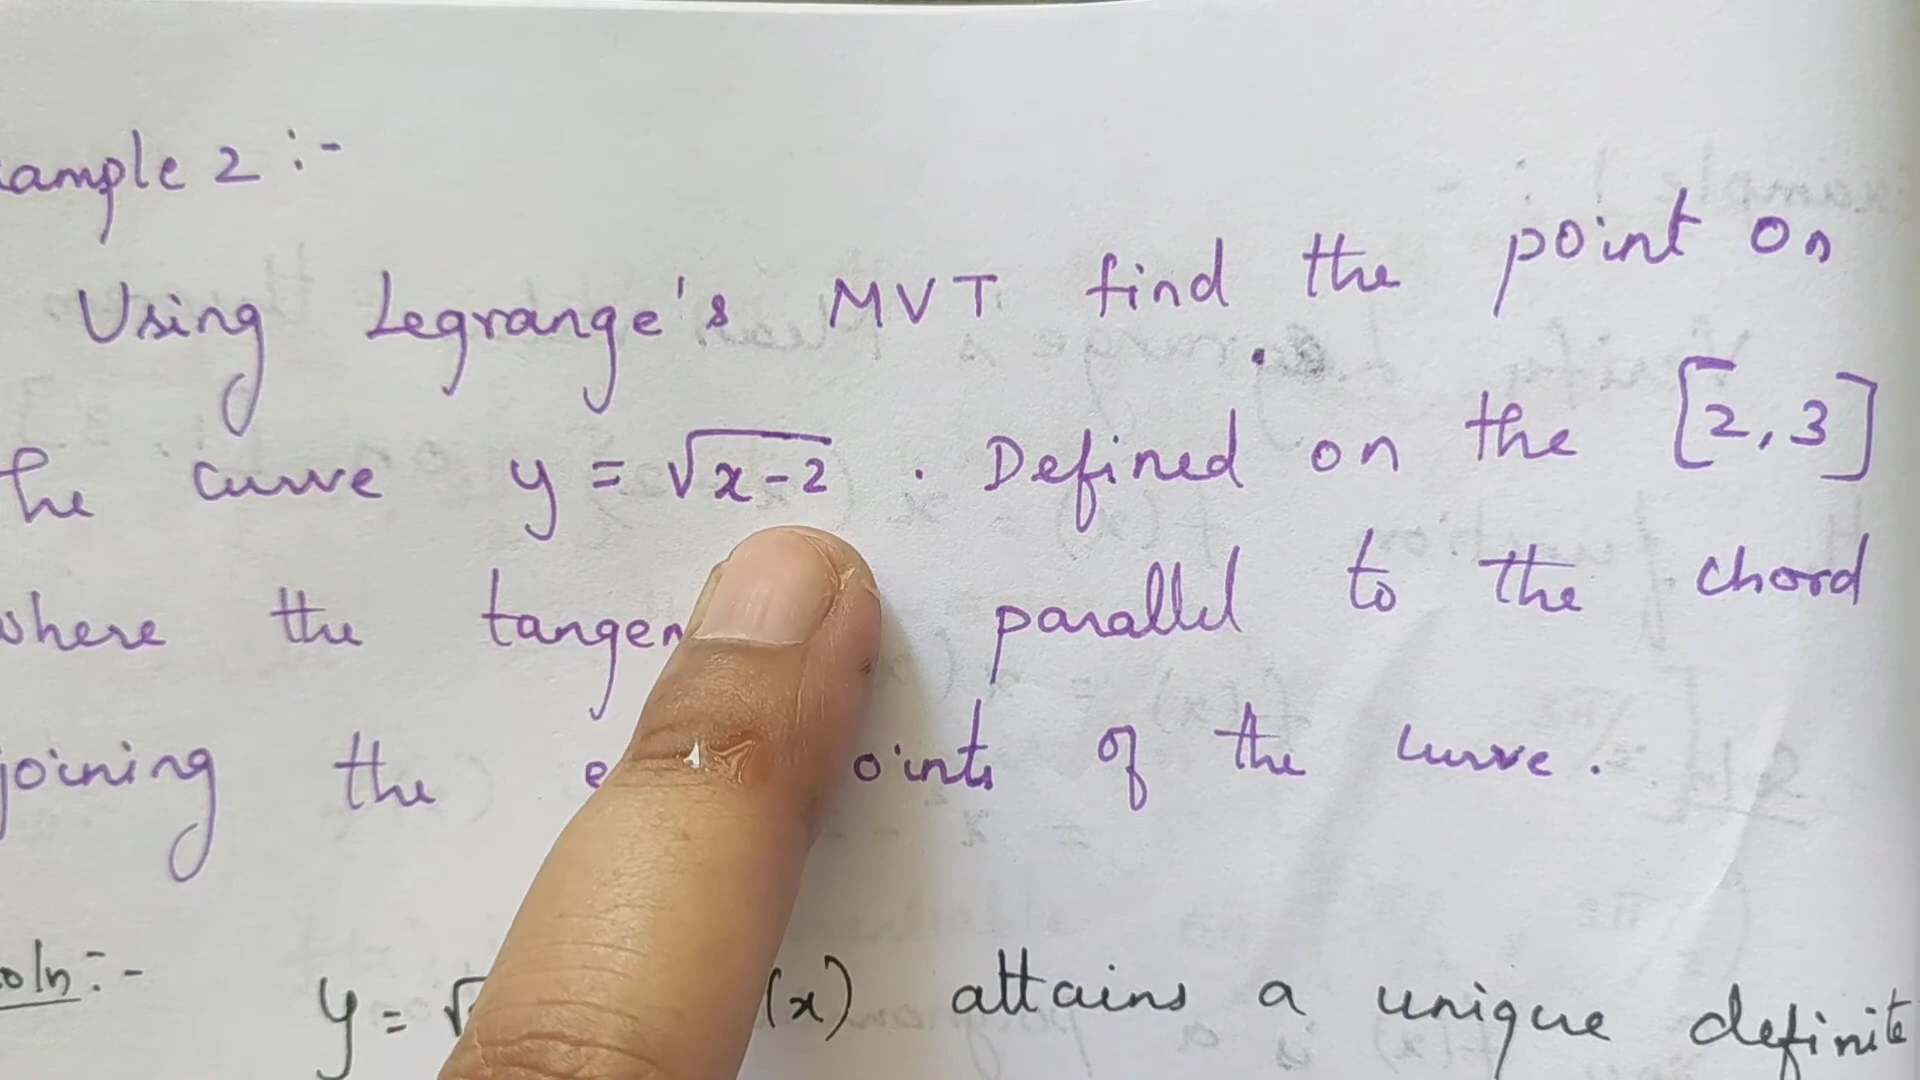 ample 2 :-
Using Legrange's MVT find the point on
he curve y = √x-2 . Defined on the [2, 3]
where the tangen parallel to the chord
joining the e oints of the curve .
oln :- y = √ (x) attains a unique definite